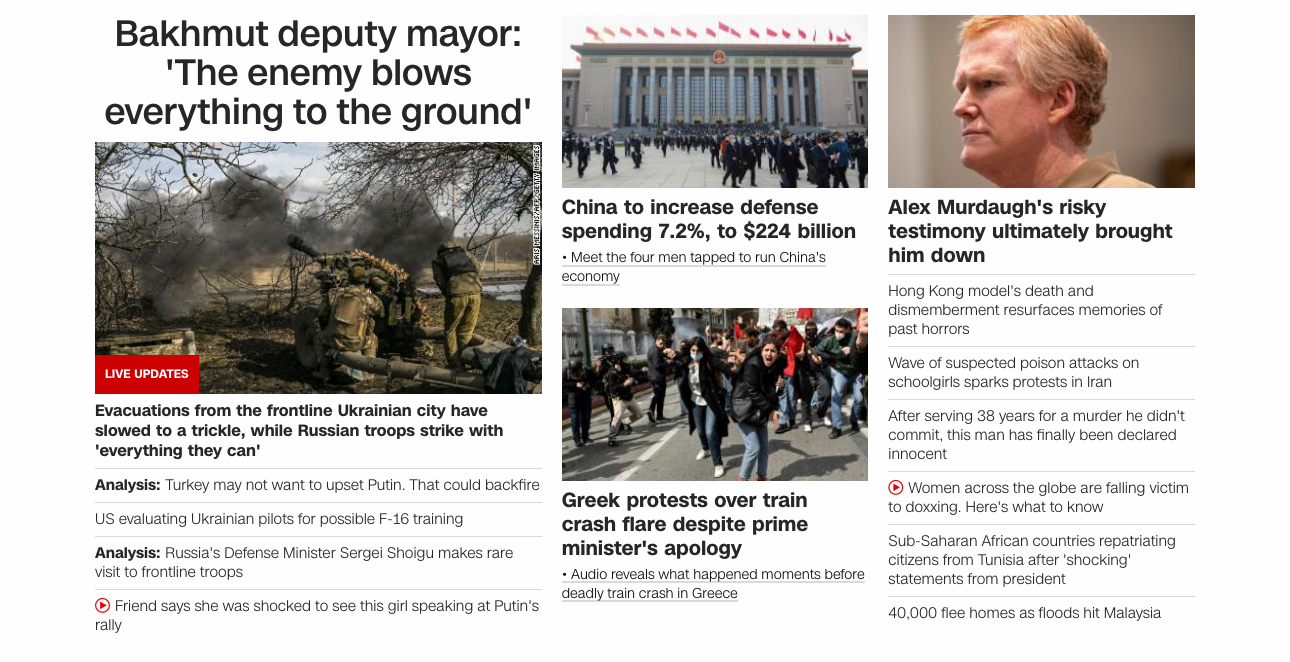 Bakhmut deputy mayor:
'The enemy blows
everything to the ground'
LIVE UPDATES
Evacuations from the frontline Ukrainian city have
slowed to a trickle, while Russian troops strike with
'everything they can'
Analysis: Turkey may not want to upset Putin. That could backfire
US evaluating Ukrainian pilots for possible F-16 training
Analysis: Russia's Defense Minister Sergei Shoigu makes rare
visit to frontline troops
Friend says she was shocked to see this girl speaking at Putin's
rally
China to increase defense
spending 7.2%, to $224 billion
• Meet the four men tapped to run China's
economy
Greek protests over train
crash flare despite prime
minister's apology
• Audio reveals what happened moments before
deadly train crash in Greece
Alex Murdaugh's risky
testimony ultimately brought
him down
Hong Kong model's death and
dismemberment resurfaces memories of
past horrors
Wave of suspected poison attacks on
schoolgirls sparks protests in Iran
After serving 38 years for a murder he didn't
commit, this man has finally been declared
innocent
Women across the globe are falling victim
to doxxing. Here's what to know
Sub-Saharan African countries repatriating
citizens from Tunisia after 'shocking'
statements from president
40,000 flee homes as floods hit Malaysia